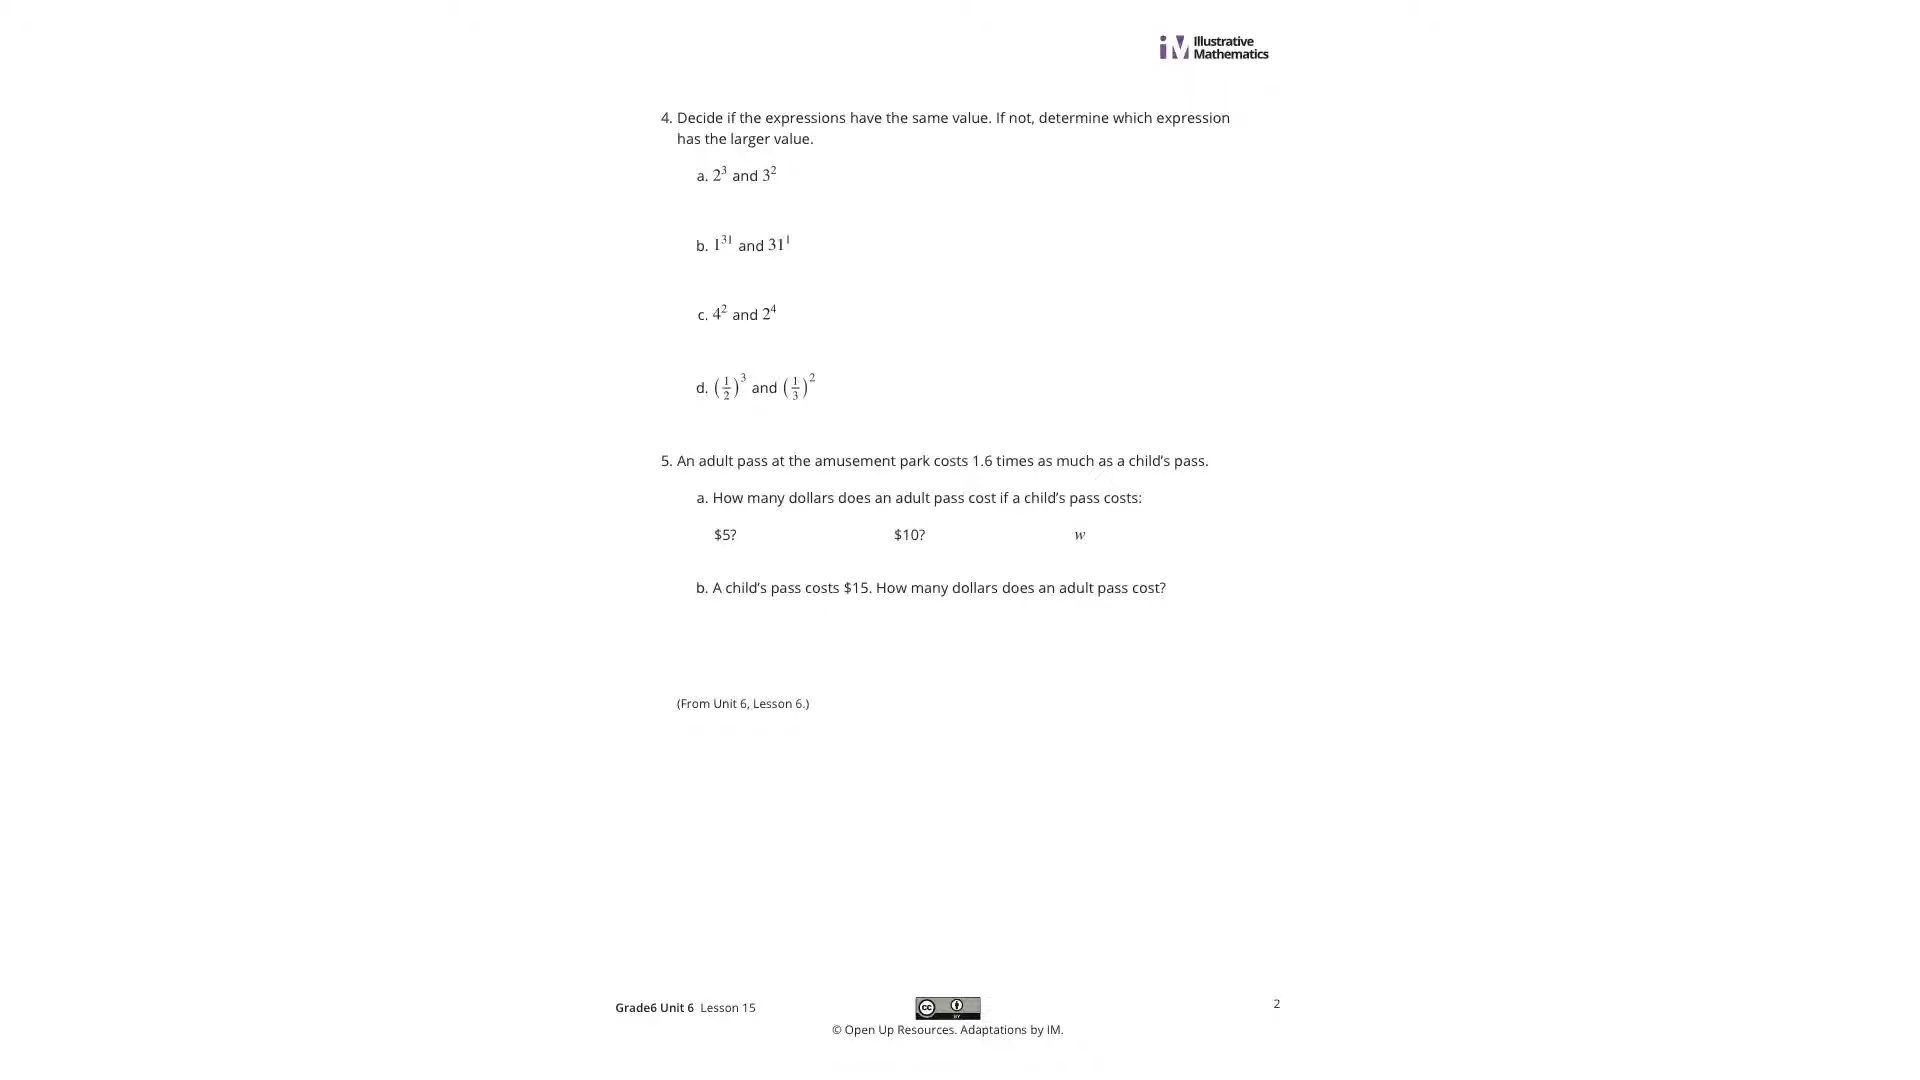 Illustrative
Mathematics
4. Decide if the expressions have the same value. If not, determine which expression
has the larger value.
a. 2³ and 3²
b. 1³¹ and 31¹
c. 4² and 2⁴
d. (1/2)³ and (1/3)²
5. An adult pass at the amusement park costs 1.6 times as much as a child's pass.
a. How many dollars does an adult pass cost if a child's pass costs:
$5? $10? w
b. A child's pass costs $15. How many dollars does an adult pass cost?
(From Unit 6, Lesson 6.)
Grade6 Unit 6 Lesson 15
cc
BY
2
© Open Up Resources. Adaptations by IM.